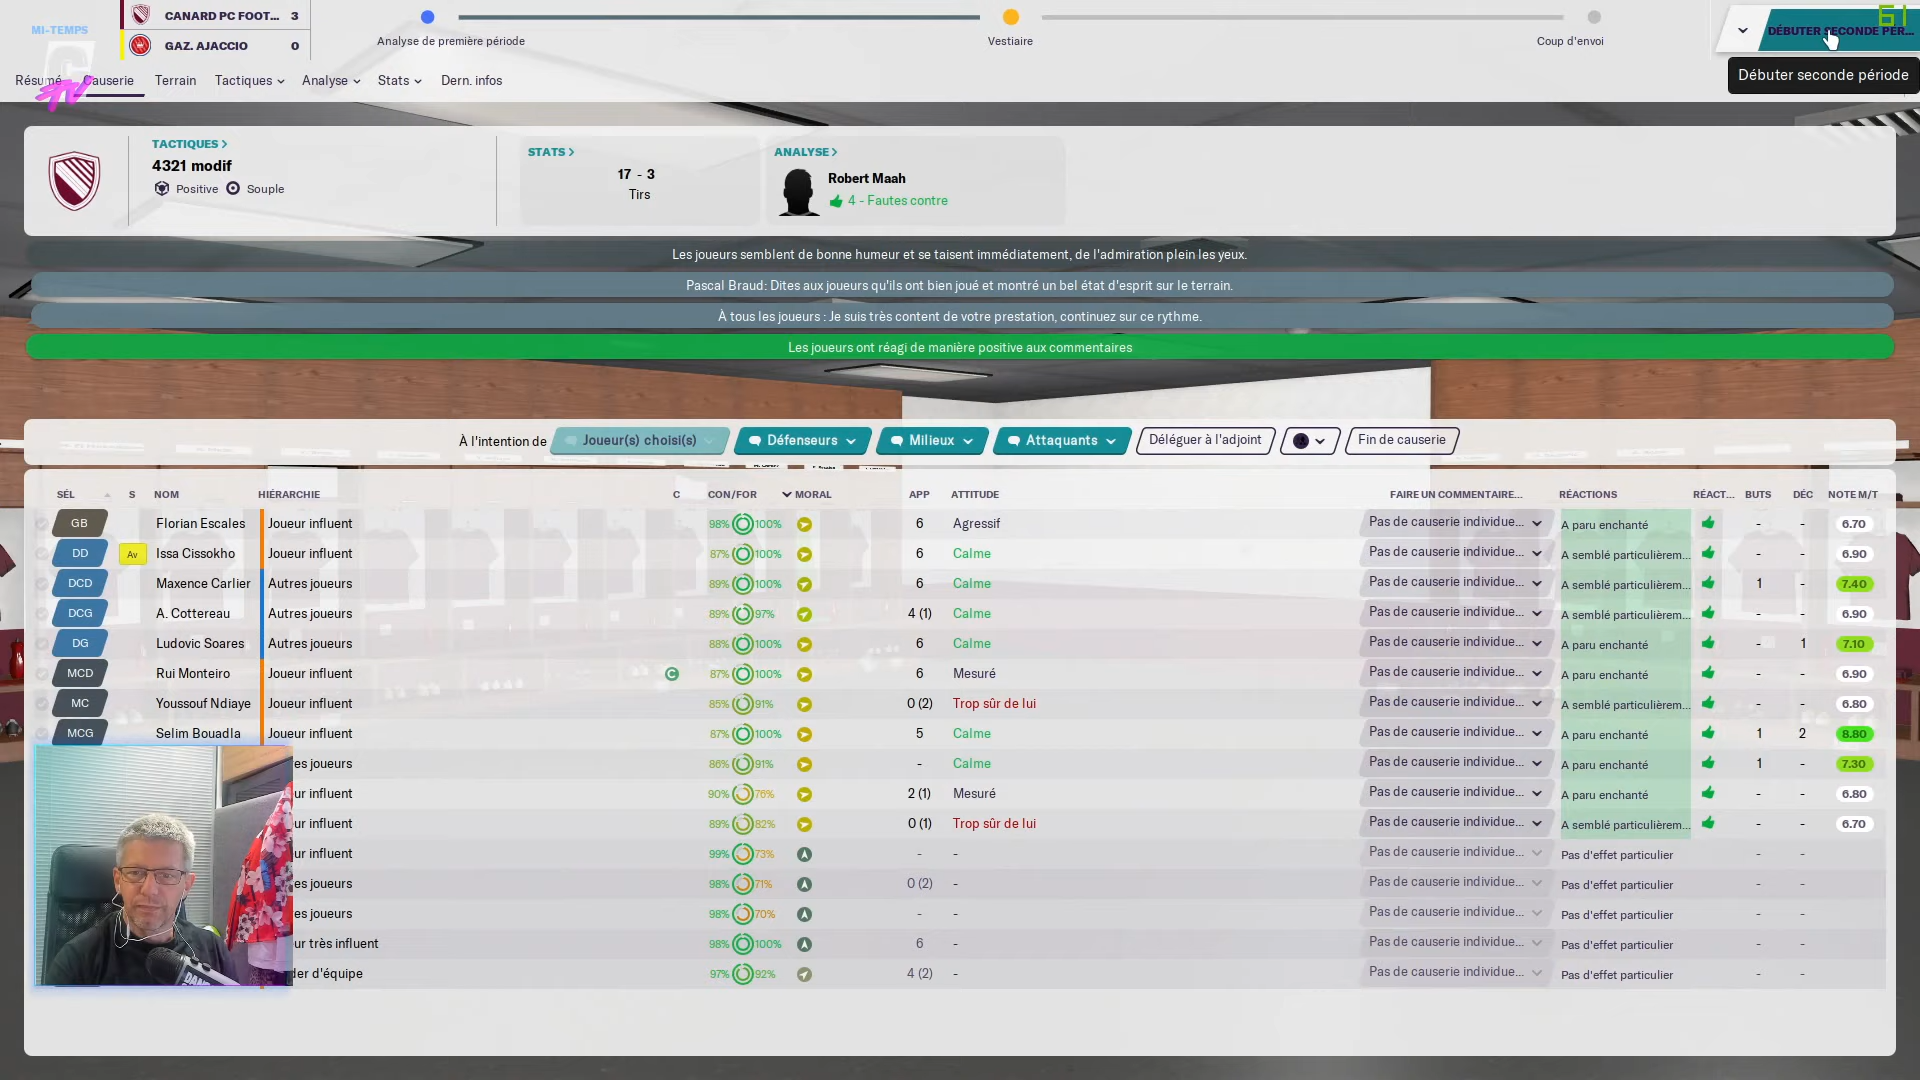 MI-TEMPS
CANARD PC FOOT... 3
GAZ. AJACCIO 0
Analyse de première période
Vestiaire
Coup d'envoi
61
DÉBUTER SECONDE PÉR...
Débuter seconde période
Résumé Causerie Terrain Tactiques Analyse Stats Dern. infos
TACTIQUES >
4321 modif
Positive Souple
STATS >
17 - 3
Tirs
ANALYSE >
Robert Maah
4 - Fautes contre
Les joueurs semblent de bonne humeur et se taisent immédiatement, de l'admiration plein les yeux.
Pascal Braud: Dites aux joueurs qu'ils ont bien joué et montré un bel état d'esprit sur le terrain.
À tous les joueurs : Je suis très content de votre prestation, continuez sur ce rythme.
Les joueurs ont réagi de manière positive aux commentaires
À l'intention de Joueur(s) choisi(s) Défenseurs Milieux Attaquants Déléguer à l'adjoint Fin de causerie
SÉL S NOM HIÉRARCHIE C CON/FOR MORAL APP ATTITUDE FAIRE UN COMMENTAIRE... RÉACTIONS RÉACT... BUTS DÉC NOTE M/T
GB Florian Escales Joueur influent 98% 100% 6 Agressif Pas de causerie individue... A paru enchanté - - 6.70
DD Av Issa Cissokho Joueur influent 87% 100% 6 Calme Pas de causerie individue... A semblé particulièrem... - - 6.90
DCD Maxence Carlier Autres joueurs 89% 100% 6 Calme Pas de causerie individue... A semblé particulièrem... 1 - 7.40
DCG A. Cottereau Autres joueurs 89% 97% 4 (1) Calme Pas de causerie individue... A semblé particulièrem... - - 6.90
DG Ludovic Soares Autres joueurs 88% 100% 6 Calme Pas de causerie individue... A paru enchanté - 1 7.10
MCD Rui Monteiro Joueur influent C 87% 100% 6 Mesuré Pas de causerie individue... A paru enchanté - - 6.90
MC Youssouf Ndiaye Joueur influent 85% 91% 0 (2) Trop sûr de lui Pas de causerie individue... A semblé particulièrem... - - 6.80
MCG Selim Bouadla Joueur influent 87% 100% 5 Calme Pas de causerie individue... A paru enchanté 1 2 8.80
es joueurs 86% 91% - Calme Pas de causerie individue... A paru enchanté 1 - 7.30
ur influent 90% 76% 2 (1) Mesuré Pas de causerie individue... A paru enchanté - - 6.80
ur influent 89% 82% 0 (1) Trop sûr de lui Pas de causerie individue... A semblé particulièrem... - - 6.70
ur influent 99% 73% - - Pas de causerie individue... Pas d'effet particulier - -
es joueurs 98% 71% 0 (2) - Pas de causerie individue... Pas d'effet particulier - -
es joueurs 98% 70% - - Pas de causerie individue... Pas d'effet particulier - -
ur très influent 98% 100% 6 - Pas de causerie individue... Pas d'effet particulier - -
der d'équipe 97% 92% 4 (2) - Pas de causerie individue... Pas d'effet particulier - -